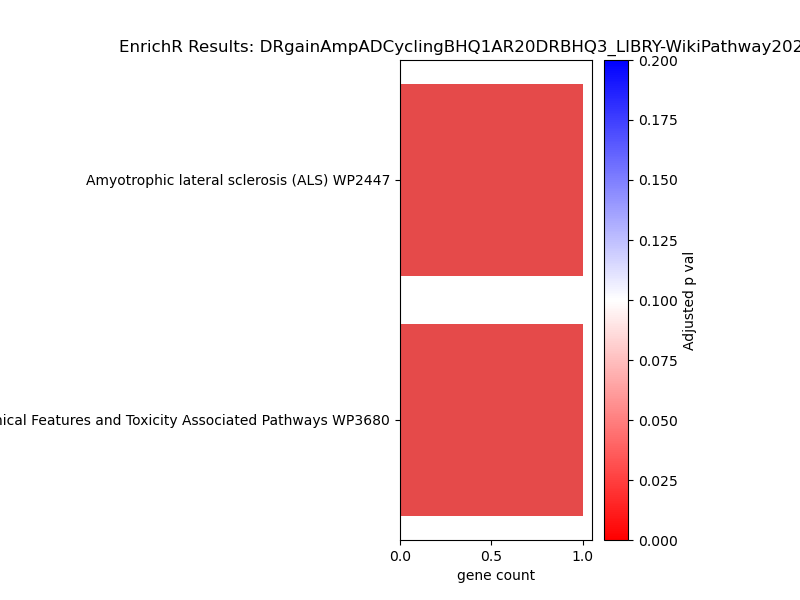 EnrichR Results: DRgainAmpADCyclingBHQ1AR20DRBHQ3_LIBRY-WikiPathway202
Amyotrophic lateral sclerosis (ALS) WP2447
Features and Toxicity Associated Pathways WP3680
0.0
0.5
1.0
gene count
0.200
0.175
0.150
0.125
0.100
0.075
0.050
0.025
0.000
Adjusted p val